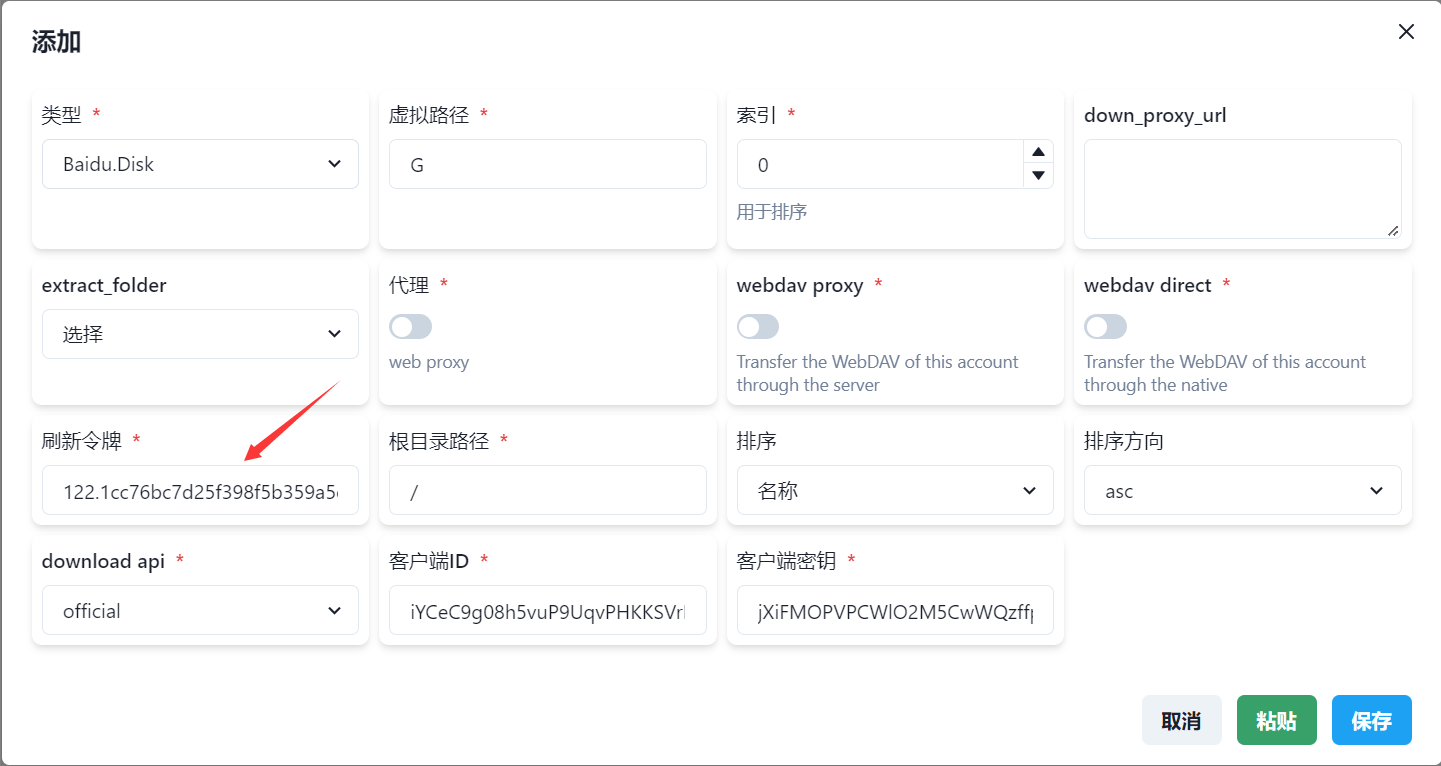 添加
类型 *
虚拟路径 *
索引 *
down_proxy_url
Baidu.Disk
G
0
用于排序
extract_folder
代理 *
webdav proxy *
webdav direct *
选择
web proxy
Transfer the WebDAV of this account
through the server
Transfer the WebDAV of this account
through the native
刷新令牌 *
根目录路径 *
排序
排序方向
122.1cc76bc7d25f398f5b359a5
/
名称
asc
download api *
客户端ID *
客户端密钥 *
official
iYCeC9g08h5vuP9UqvPHKKSVr
jXiFMOPVPCWlO2M5CwWQzffp
取消
粘贴
保存